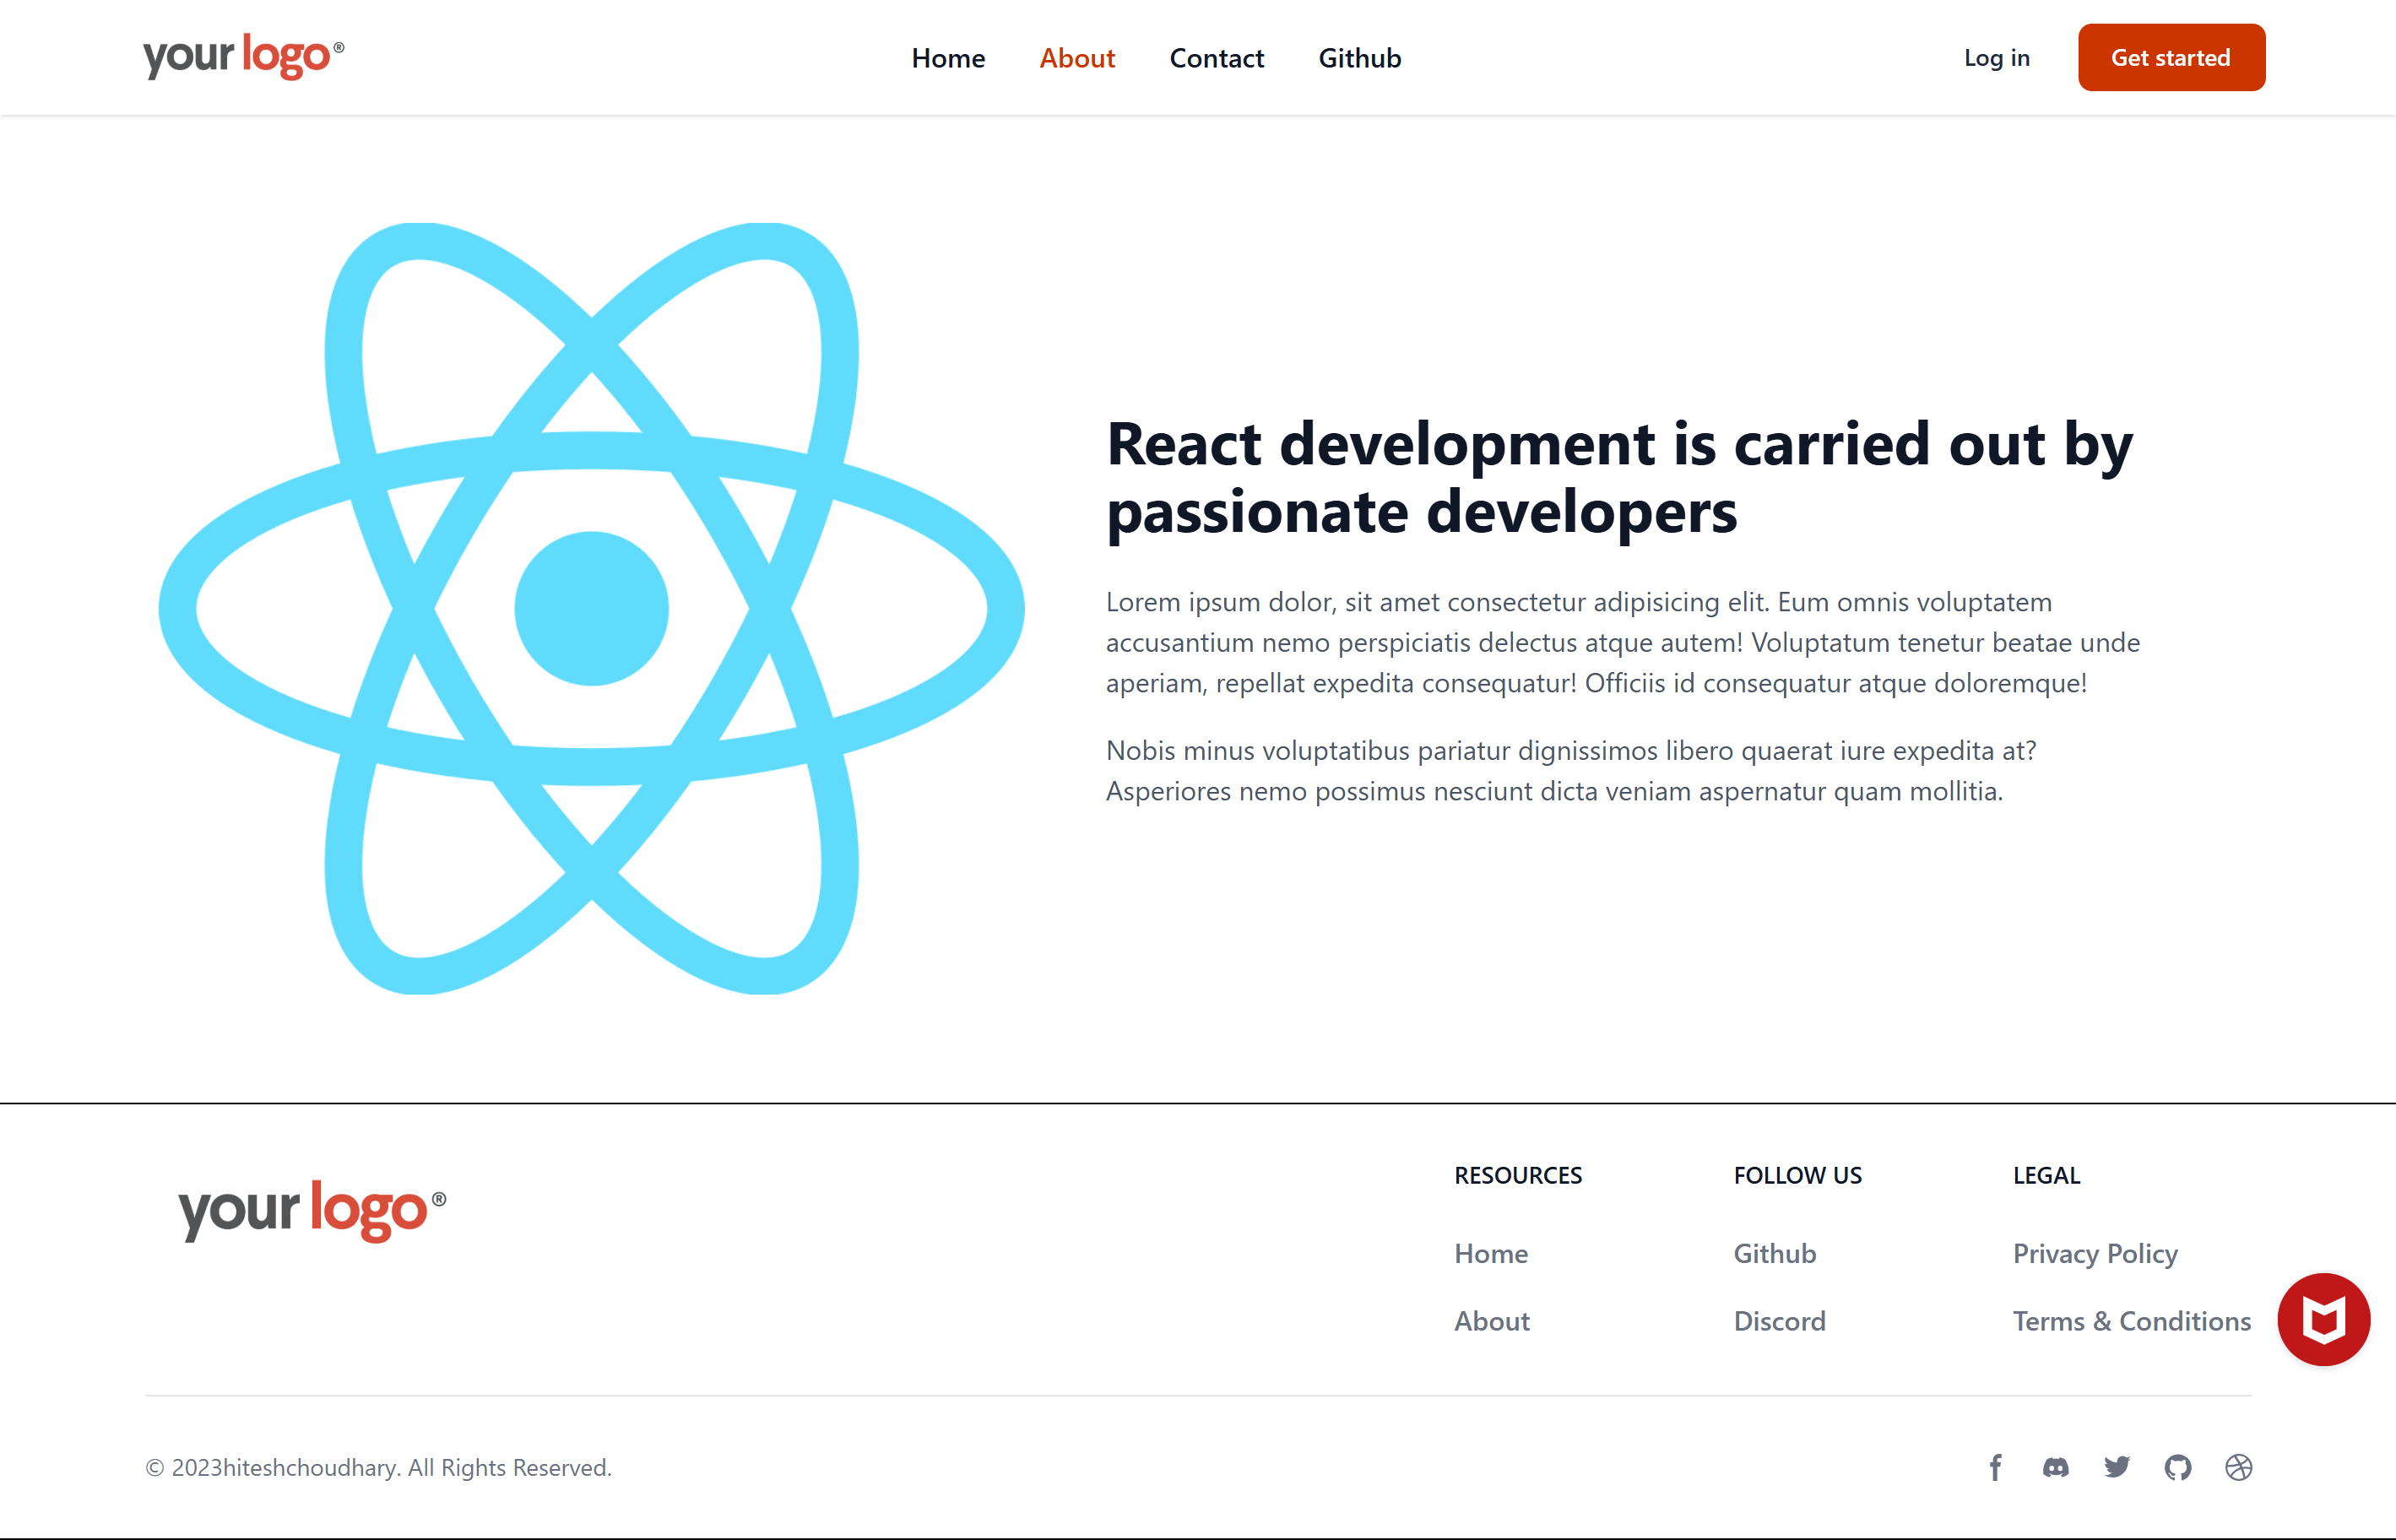 your logo®
Home About Contact Github
Log in Get started
React development is carried out by
passionate developers
Lorem ipsum dolor, sit amet consectetur adipisicing elit. Eum omnis voluptatem
accusantium nemo perspiciatis delectus atque autem! Voluptatum tenetur beatae unde
aperiam, repellat expedita consequatur! Officiis id consequatur atque doloremque!
Nobis minus voluptatibus pariatur dignissimos libero quaerat iure expedita at?
Asperiores nemo possimus nesciunt dicta veniam aspernatur quam mollitia.
your logo®
RESOURCES FOLLOW US LEGAL
Home Github Privacy Policy
About Discord Terms & Conditions
© 2023hiteshchoudhary. All Rights Reserved.